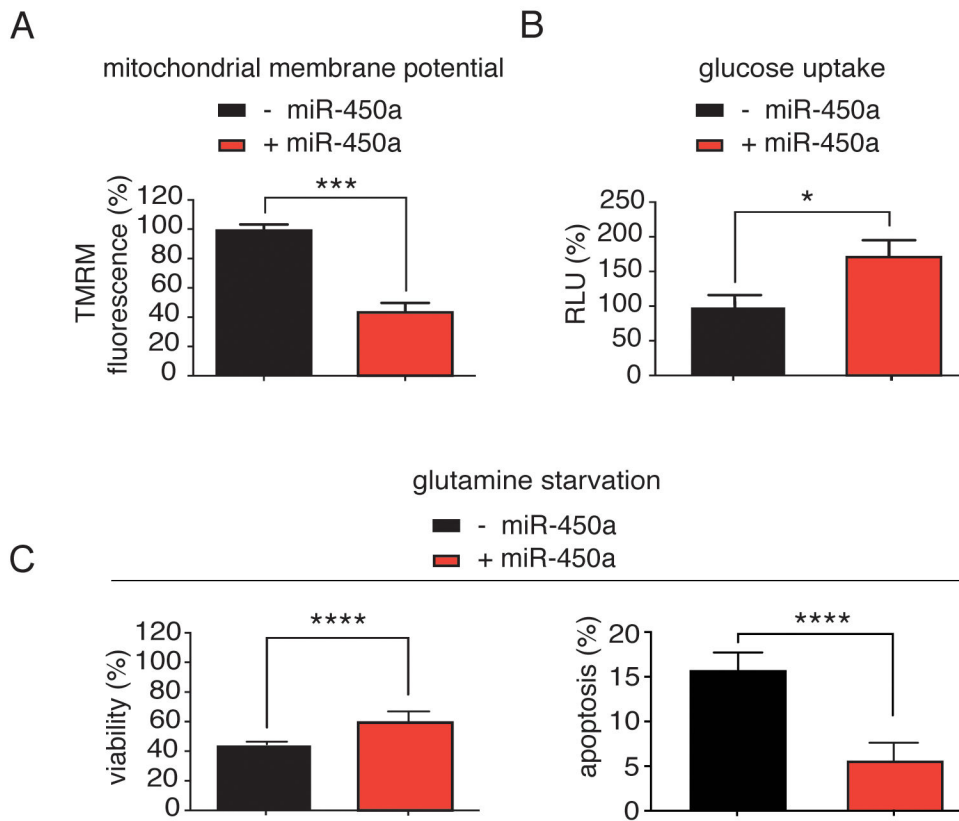 A
mitochondrial membrane potential
- miR-450a
+ miR-450a
TMRM
fluorescence (%)
120
100
80
60
40
20
0
***
B
glucose uptake
- miR-450a
+ miR-450a
RLU (%)
250
200
150
100
50
0
*
glutamine starvation
- miR-450a
+ miR-450a
C
viability (%)
120
100
80
60
40
20
0
****
apoptosis (%)
20
15
10
5
0
****